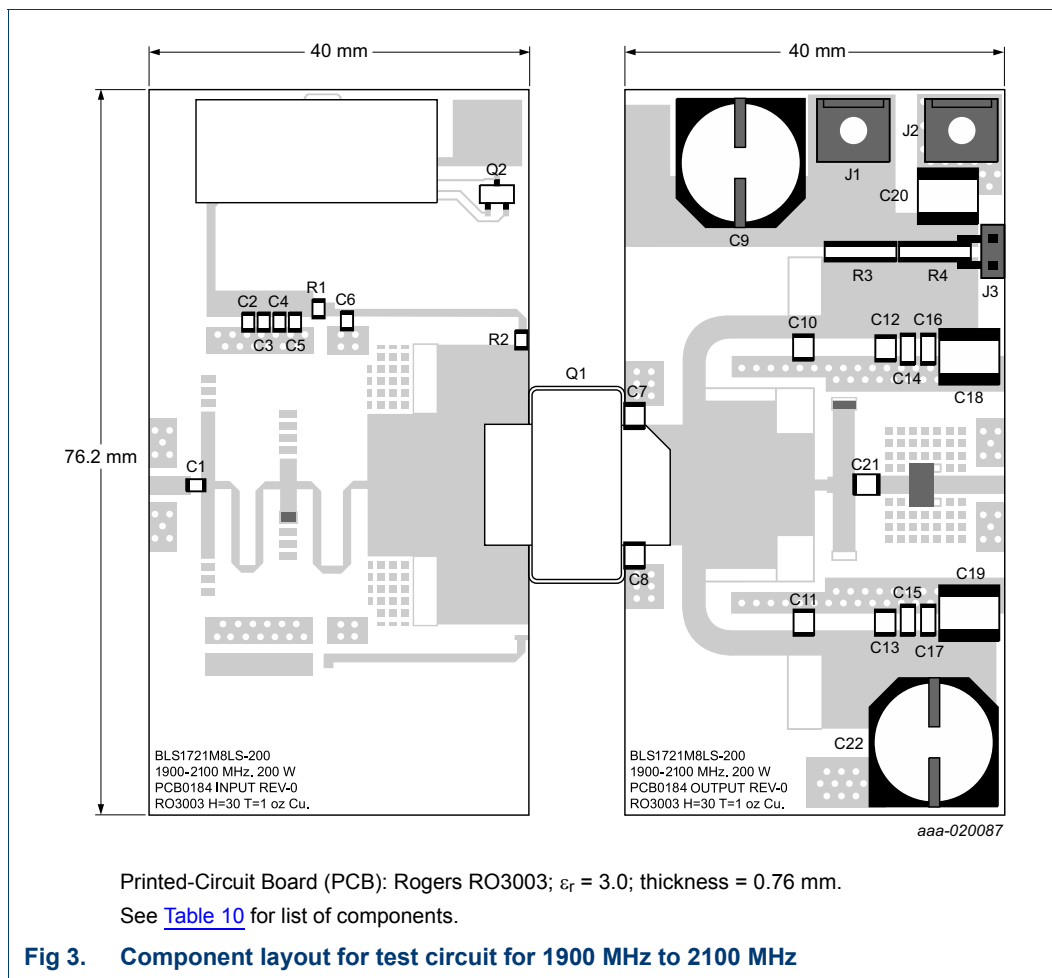 40 mm
40 mm
76.2 mm
Q2
R1
C2
C4
C6
C3
C5
R2
C1
Q1
C7
C8
J1
J2
C20
C9
R3
R4
J3
C10
C12
C16
C14
C18
C21
C11
C15
C19
C13
C17
C22
BLS1721M8LS-200
1900-2100 MHz, 200 W
PCB0184 INPUT REV-0
RO3003 H=30 T=1 oz Cu.
BLS1721M8LS-200
1900-2100 MHz, 200 W
PCB0184 OUTPUT REV-0
RO3003 H=30 T=1 oz Cu.
aaa-020087
Printed-Circuit Board (PCB): Rogers RO3003; εr = 3.0; thickness = 0.76 mm.
See Table 10 for list of components.
Fig 3. Component layout for test circuit for 1900 MHz to 2100 MHz